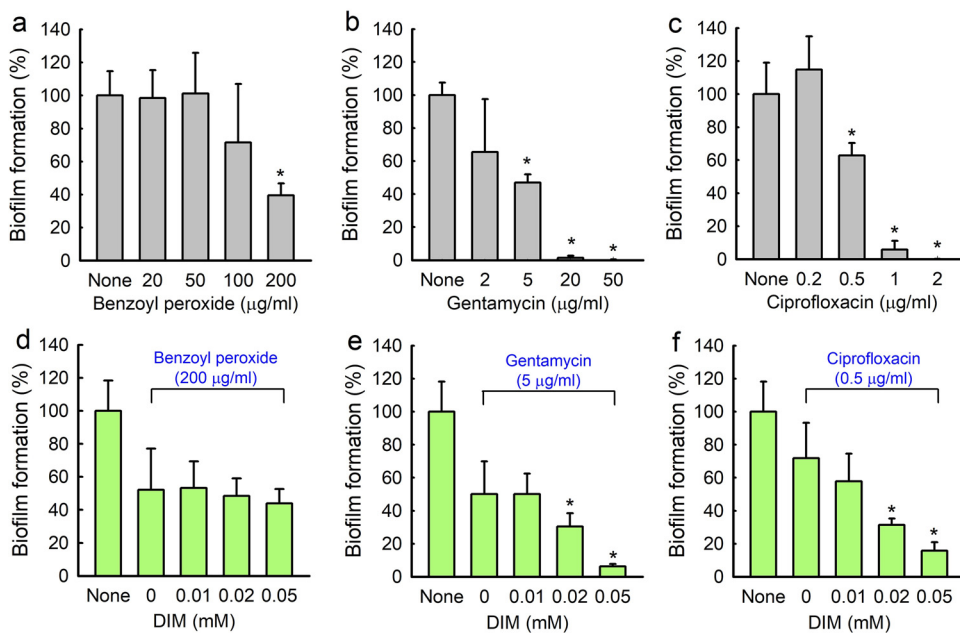 a
Biofilm formation (%)
140
120
100
80
60
40
20
0
*
None 20 50 100 200
Benzoyl peroxide (μg/ml)
b
Biofilm formation (%)
140
120
100
80
60
40
20
0
* * *
None 2 5 20 50
Gentamycin (μg/ml)
c
Biofilm formation (%)
140
120
100
80
60
40
20
0
* * *
None 0.2 0.5 1 2
Ciprofloxacin (μg/ml)
d
Biofilm formation (%)
140
120
100
80
60
40
20
0
Benzoyl peroxide
(200 μg/ml)
None 0 0.01 0.02 0.05
DIM (mM)
e
Biofilm formation (%)
140
120
100
80
60
40
20
0
Gentamycin
(5 μg/ml)
* *
None 0 0.01 0.02 0.05
DIM (mM)
f
Biofilm formation (%)
140
120
100
80
60
40
20
0
Ciprofloxacin
(0.5 μg/ml)
* *
None 0 0.01 0.02 0.05
DIM (mM)